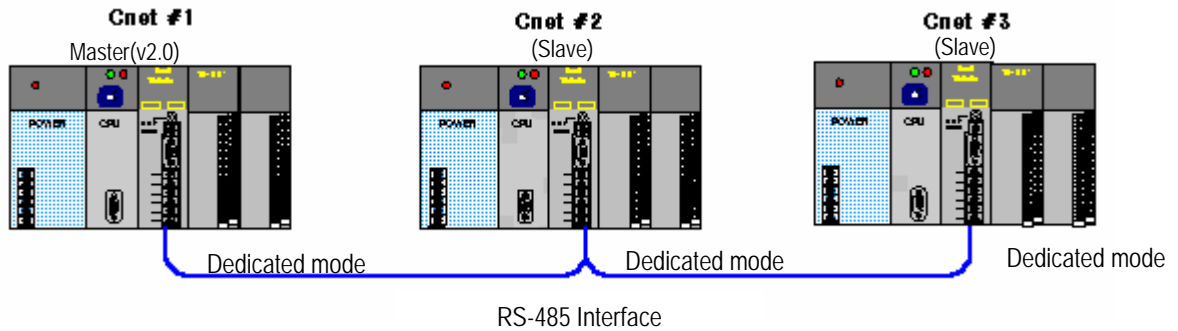 Cnet #1
Master(v2.0)
Cnet #2
(Slave)
Cnet #3
(Slave)
POWER
CPU
POWER
CPU
POWER
CPU
Dedicated mode
Dedicated mode
Dedicated mode
RS-485 Interface